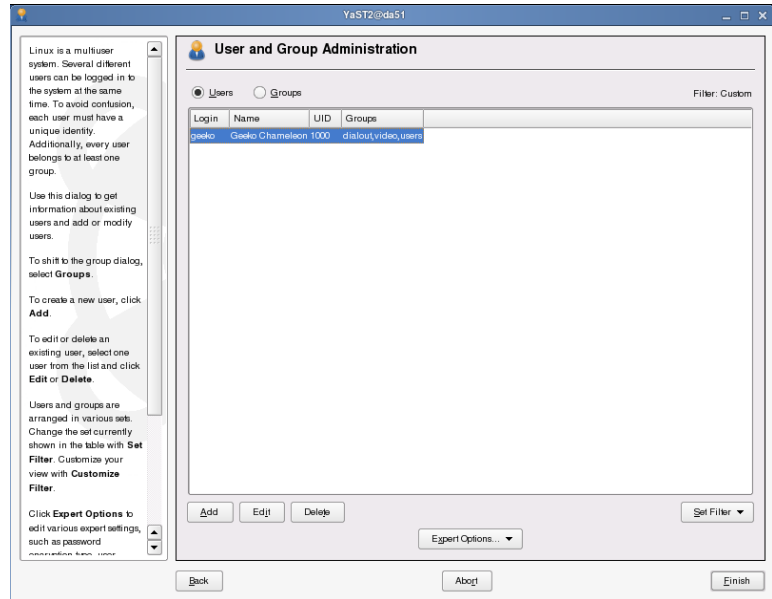 YaST2@da51
Linux is a multiuser
system. Several different
users can be logged in to
the system at the same
time. To avoid confusion,
each user must have a
unique identity.
Additionally, every user
belongs to at least one
group.
Use this dialog to get
information about existing
users and add or modify
users.
To shift to the group dialog,
select Groups.
To create a new user, click
Add.
To edit or delete an
existing user, select one
user from the list and click
Edit or Delete.
Users and groups are
arranged in various sets.
Change the set currently
shown in the table with Set
Filter. Customize your
view with Customize
Filter.
Click Expert Options to
edit various expert settings,
such as password
encryption type, user
User and Group Administration
Users Groups Filter: Custom
Login Name UID Groups
geeko Geeko Chameleon 1000 dialout,video,users
Add Edit Delete Set Filter
Expert Options...
Back Abort Finish